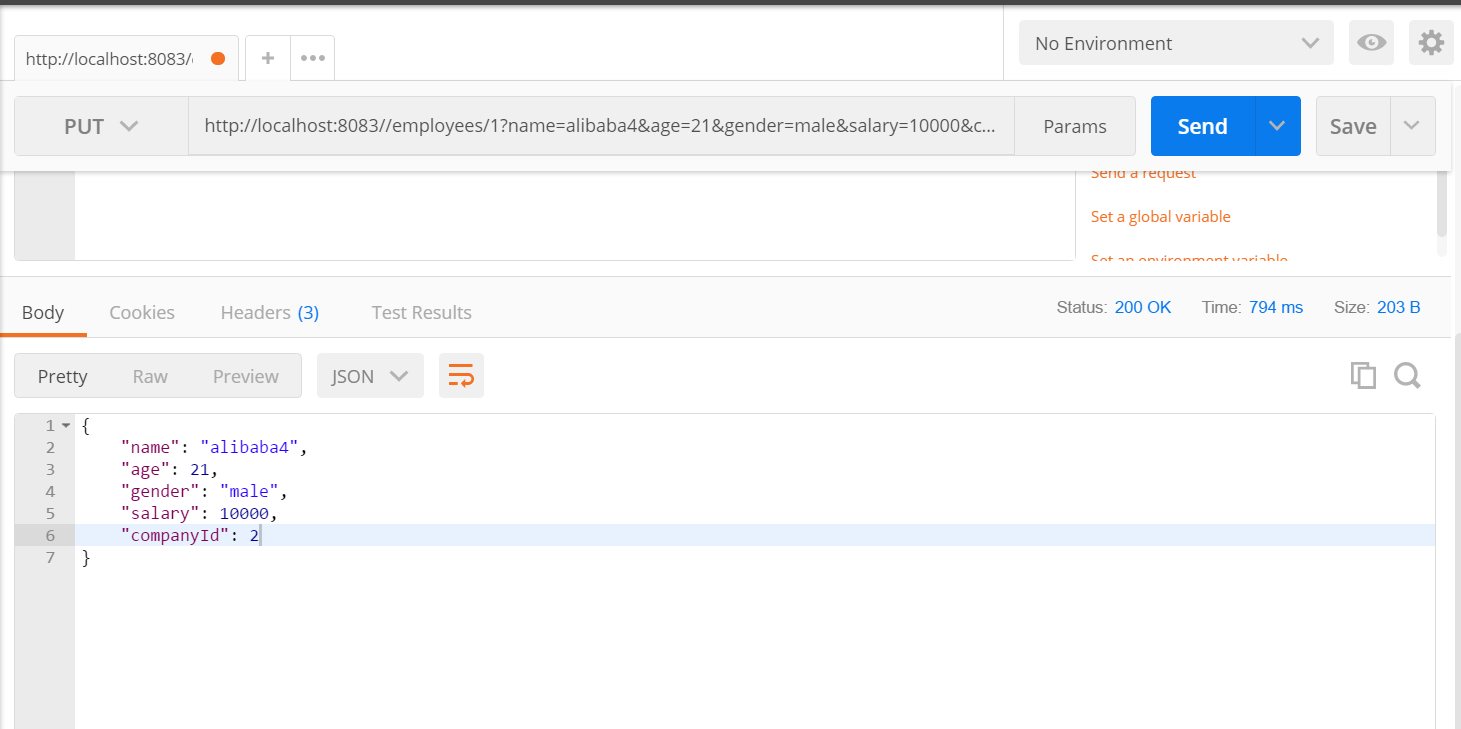 http://localhost:8083/
+
No Environment
PUT
http://localhost:8083//employees/1?name=alibaba4&age=21&gender=male&salary=10000&c...
Params
Send
Save
Send a request
Set a global variable
Set an environment variable
Body
Cookies
Headers (3)
Test Results
Status: 200 OK
Time: 794 ms
Size: 203 B
Pretty
Raw
Preview
JSON
1 {
2 "name": "alibaba4",
3 "age": 21,
4 "gender": "male",
5 "salary": 10000,
6 "companyId": 2
7 }